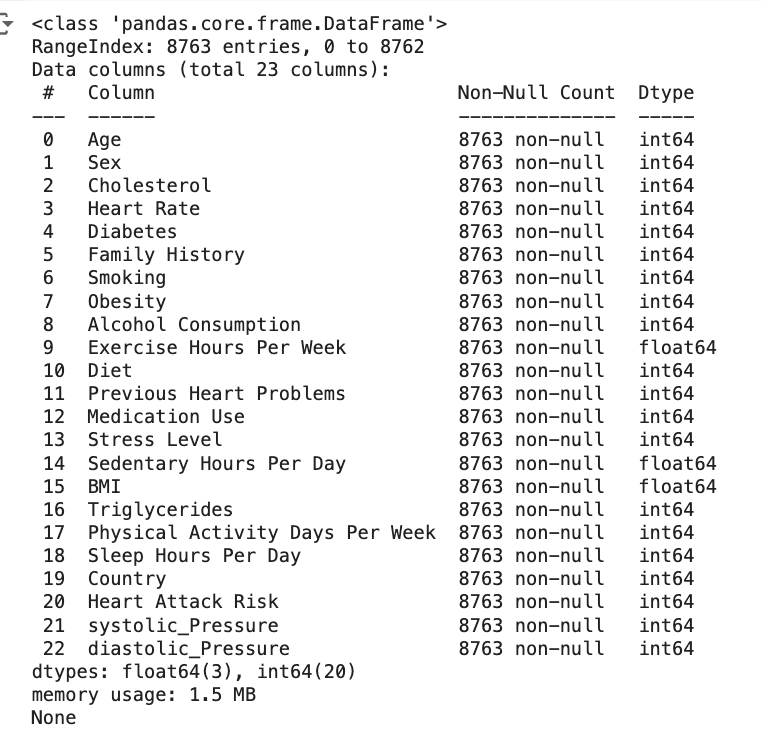 <class 'pandas.core.frame.DataFrame'>
RangeIndex: 8763 entries, 0 to 8762
Data columns (total 23 columns):
 #   Column                           Non-Null Count  Dtype
---  ------                           --------------  -----
 0   Age                              8763 non-null   int64
 1   Sex                              8763 non-null   int64
 2   Cholesterol                      8763 non-null   int64
 3   Heart Rate                       8763 non-null   int64
 4   Diabetes                         8763 non-null   int64
 5   Family History                   8763 non-null   int64
 6   Smoking                          8763 non-null   int64
 7   Obesity                          8763 non-null   int64
 8   Alcohol Consumption              8763 non-null   int64
 9   Exercise Hours Per Week          8763 non-null   float64
 10  Diet                             8763 non-null   int64
 11  Previous Heart Problems          8763 non-null   int64
 12  Medication Use                   8763 non-null   int64
 13  Stress Level                     8763 non-null   int64
 14  Sedentary Hours Per Day          8763 non-null   float64
 15  BMI                              8763 non-null   float64
 16  Triglycerides                    8763 non-null   int64
 17  Physical Activity Days Per Week  8763 non-null   int64
 18  Sleep Hours Per Day              8763 non-null   int64
 19  Country                          8763 non-null   int64
 20  Heart Attack Risk                8763 non-null   int64
 21  systolic_Pressure                8763 non-null   int64
 22  diastolic_Pressure               8763 non-null   int64
dtypes: float64(3), int64(20)
memory usage: 1.5 MB
None